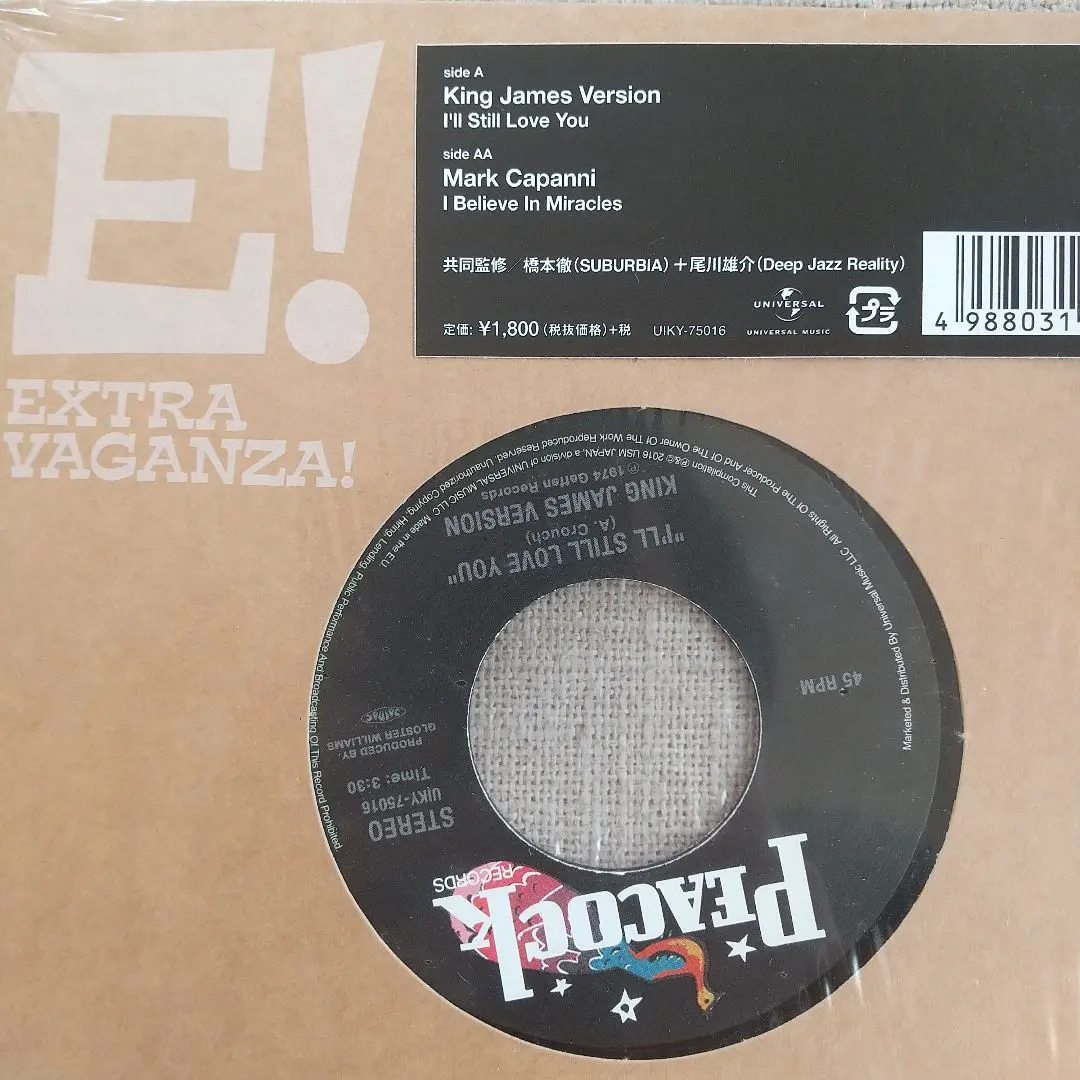 E!
EXTRA
VAGANZA!
side A
King James Version
I'll Still Love You
side AA
Mark Capanni
I Believe In Miracles
共同監修／橋本徹（SUBURBIA）＋尾川雄介（Deep Jazz Reality）
UNIVERSAL
UNIVERSAL MUSIC
プラ
定価: ¥1,800（税抜価格）+税 UIKY-75016
4 988031
PEACOCK
RECORDS
STEREO
UIKY-75016
Time: 3:30
PRODUCED BY.
GLOSTER WILLIAMS
JASRAC
45 RPM
"I'LL STILL LOVE YOU"
(A. Crouch)
KING JAMES VERSION
℗ 1974 Geffen Records
This Compilation ℗&© 2016 USM JAPAN, a division of UNIVERSAL MUSIC LLC Made in the E.U.
All Rights Of The Producer And Of The Owner Of The Work Reproduced Reserved. Unauthorized Copying, Hiring, Lending, Public Performance And Broadcasting Of This Record Prohibited.
Marketed & Distributed By Universal Music LLC